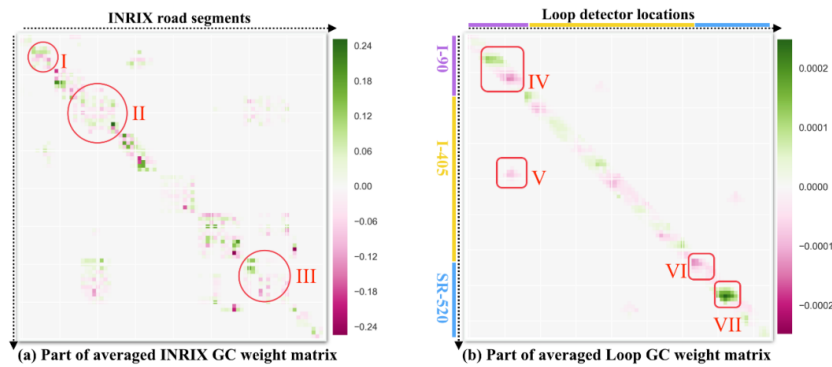 INRIX road segments
I
II
III
0.24
0.18
0.12
0.06
0.00
−0.06
−0.12
−0.18
−0.24
(a) Part of averaged INRIX GC weight matrix
Loop detector locations
I-90
I-405
SR-520
IV
V
VI
VII
0.0002
0.0001
0.0000
−0.0001
−0.0002
(b) Part of averaged Loop GC weight matrix